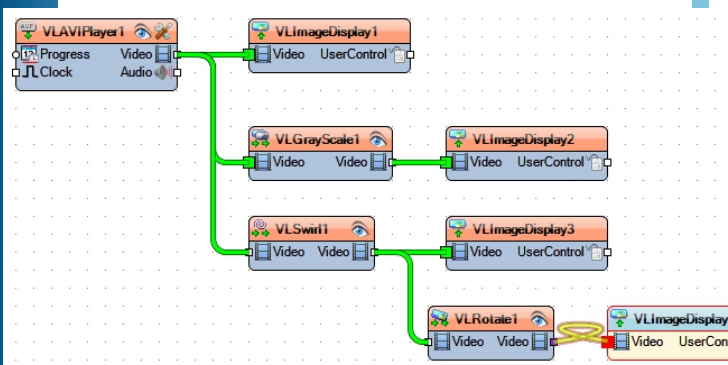 VLAVIPlayer1
Progress Video
Clock Audio
VLImageDisplay1
Video UserControl
VLGrayScale1
Video Video
VLImageDisplay2
Video UserControl
VLSwirl1
Video Video
VLImageDisplay3
Video UserControl
VLRotate1
Video Video
VLImageDisplay
Video UserCon